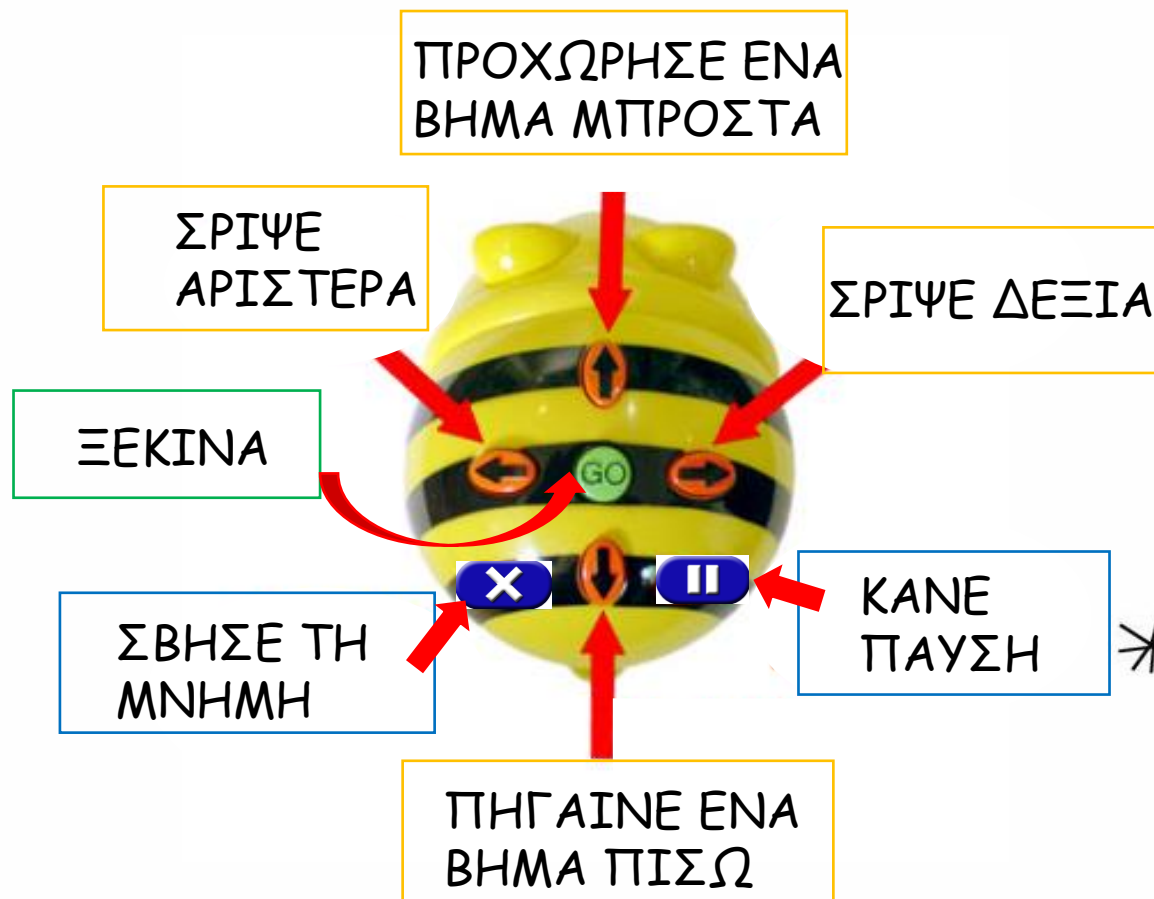 ΠΡΟΧΩΡΗΣΕ ΕΝΑ
ΒΗΜΑ ΜΠΡΟΣΤΑ
ΣΡΙΨΕ
ΑΡΙΣΤΕΡΑ
ΣΡΙΨΕ ΔΕΞΙΑ
ΞΕΚΙΝΑ
GO
ΣΒΗΣΕ ΤΗ
ΜΝΗΜΗ
ΚΑΝΕ
ΠΑΥΣΗ
ΠΗΓΑΙΝΕ ΕΝΑ
ΒΗΜΑ ΠΙΣΩ